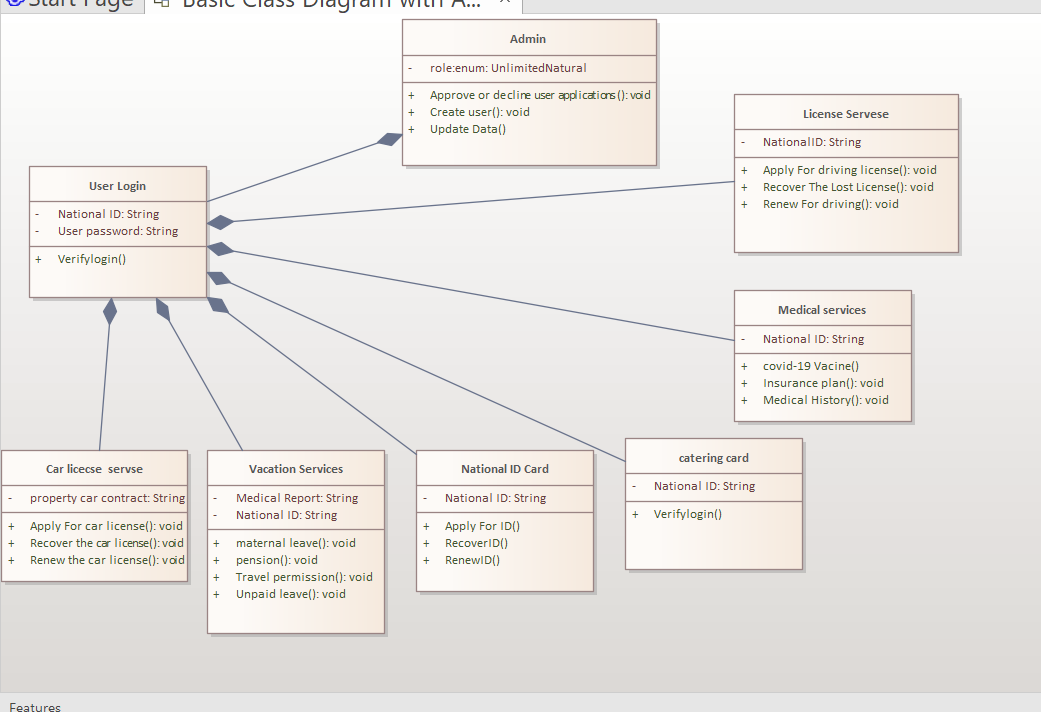 Start Page
Basic Class Diagram with A...
Admin
- role:enum: UnlimitedNatural
+ Approve or decline user applications(): void
+ Create user(): void
+ Update Data()
License Servese
- NationalID: String
+ Apply For driving license(): void
+ Recover The Lost License(): void
+ Renew For driving(): void
User Login
- National ID: String
- User password: String
+ Verifylogin()
Medical services
- National ID: String
+ covid-19 Vacine()
+ Insurance plan(): void
+ Medical History(): void
Car licecse servse
- property car contract: String
+ Apply For car license(): void
+ Recover the car license(): void
+ Renew the car license(): void
Vacation Services
- Medical Report: String
- National ID: String
+ maternal leave(): void
+ pension(): void
+ Travel permission(): void
+ Unpaid leave(): void
National ID Card
- National ID: String
+ Apply For ID()
+ RecoverID()
+ RenewID()
catering card
- National ID: String
+ Verifylogin()
Features